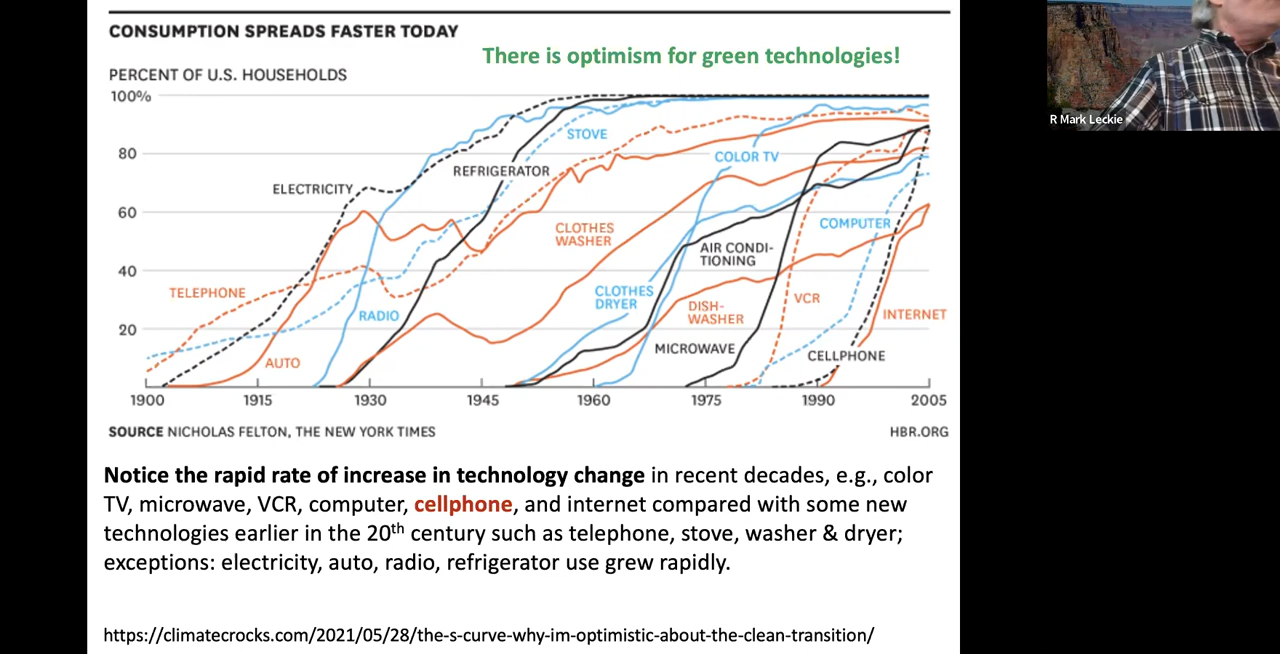 CONSUMPTION SPREADS FASTER TODAY
There is optimism for green technologies!
PERCENT OF U.S. HOUSEHOLDS
100%
80
60
40
20
STOVE
COLOR TV
REFRIGERATOR
ELECTRICITY
CLOTHES
WASHER
COMPUTER
AIR CONDI-
TIONING
TELEPHONE
CLOTHES
DRYER
DISH-
WASHER
VCR
RADIO
INTERNET
MICROWAVE
CELLPHONE
AUTO
1900 1915 1930 1945 1960 1975 1990 2005
SOURCE NICHOLAS FELTON, THE NEW YORK TIMES
HBR.ORG
Notice the rapid rate of increase in technology change in recent decades, e.g., color
TV, microwave, VCR, computer, cellphone, and internet compared with some new
technologies earlier in the 20th century such as telephone, stove, washer & dryer;
exceptions: electricity, auto, radio, refrigerator use grew rapidly.
https://climatecrocks.com/2021/05/28/the-s-curve-why-im-optimistic-about-the-clean-transition/
R Mark Leckie